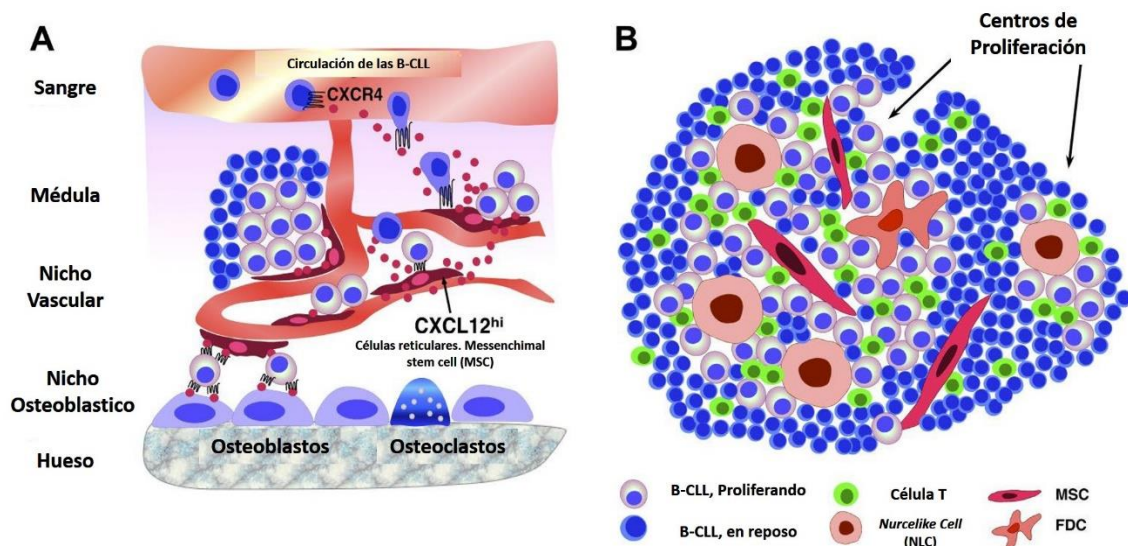 A
Sangre
Circulación de las B-CLL
CXCR4
Médula
Nicho
Vascular
CXCL12hi
Células reticulares. Messenchimal
stem cell (MSC)
Nicho
Osteoblastico
Hueso
Osteoblastos
Osteoclastos
B
Centros de
Proliferación
B-CLL, Proliferando
Célula T
MSC
B-CLL, en reposo
Nurcelike Cell
(NLC)
FDC